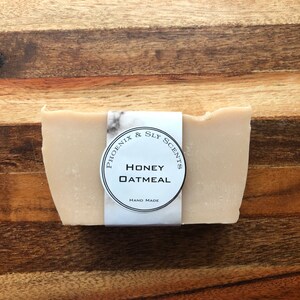 Phoenix & Sly Scents
Honey
Oatmeal
Hand Made